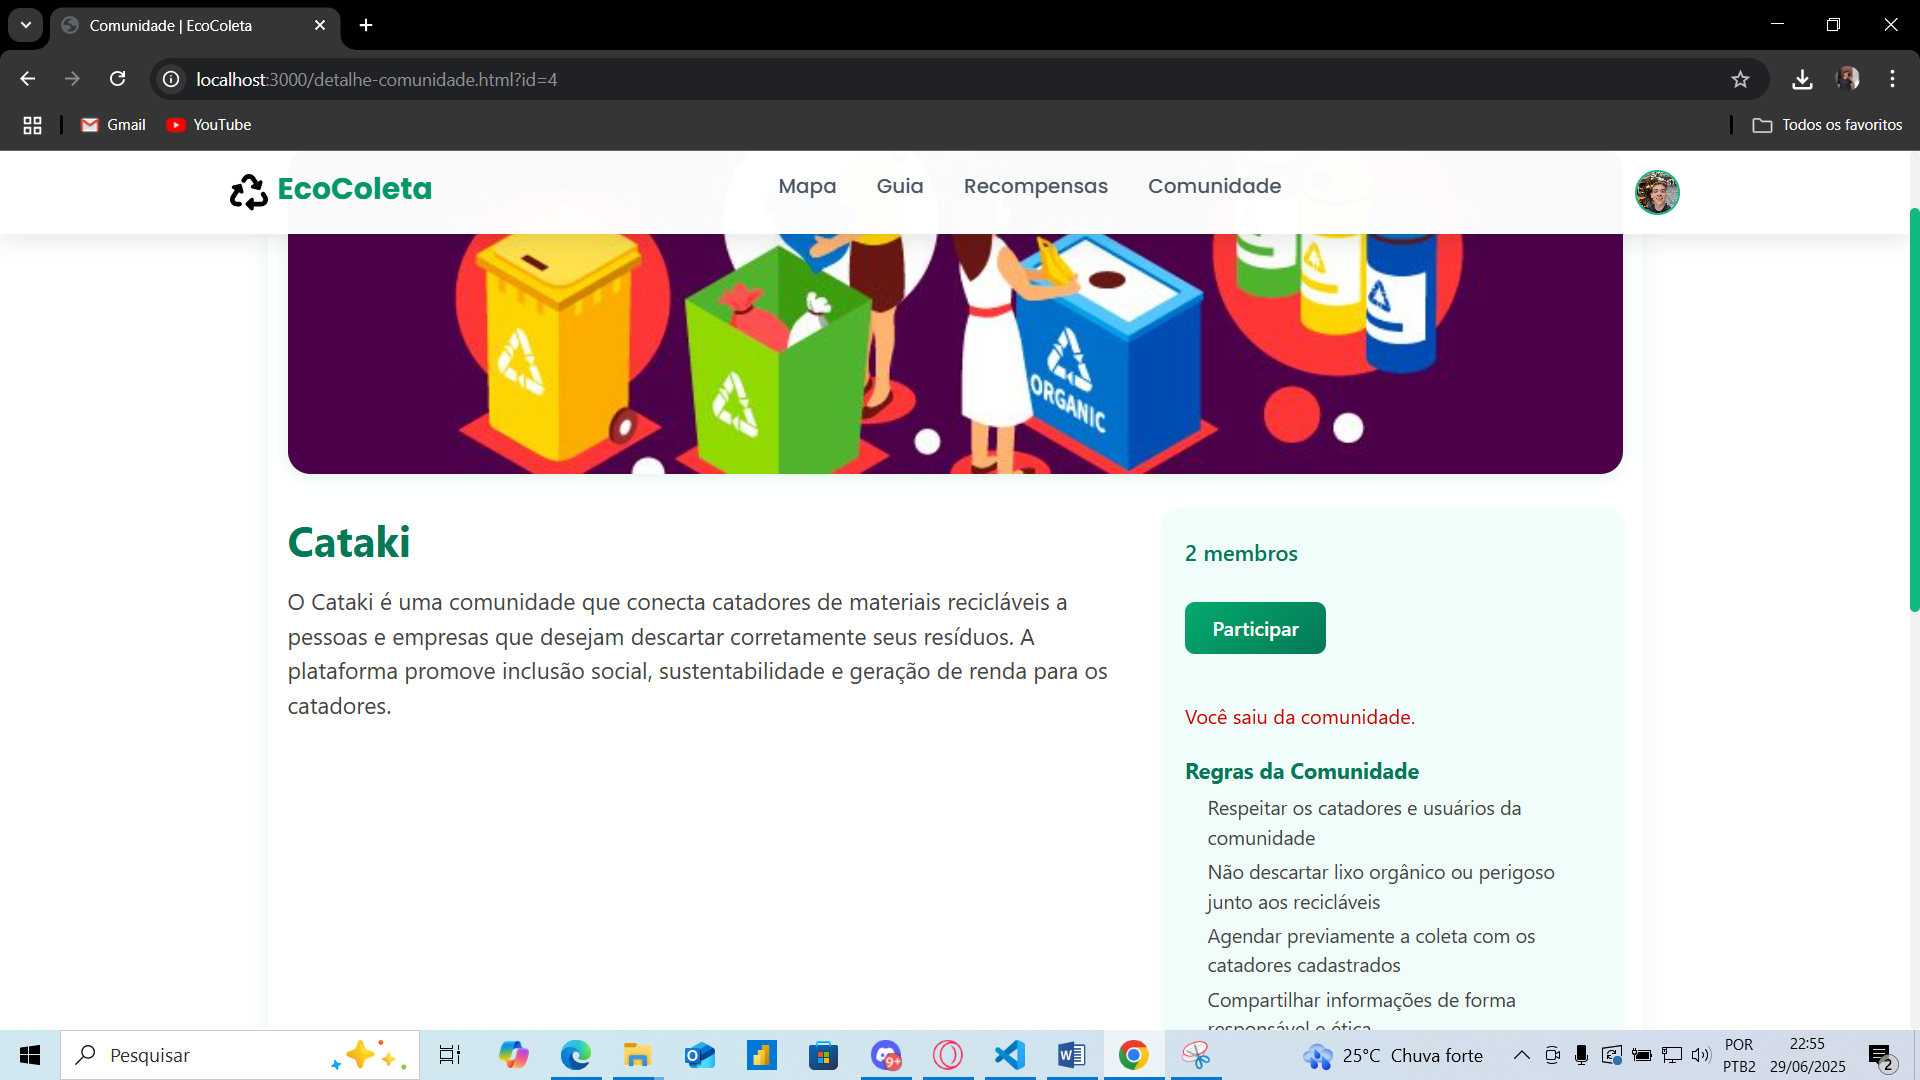 Comunidade | EcoColeta
localhost:3000/detalhe-comunidade.html?id=4
Gmail
YouTube
Todos os favoritos
EcoColeta
Mapa
Guia
Recompensas
Comunidade
ORGANIC
Cataki
O Cataki é uma comunidade que conecta catadores de materiais recicláveis a
pessoas e empresas que desejam descartar corretamente seus resíduos. A
plataforma promove inclusão social, sustentabilidade e geração de renda para os
catadores.
2 membros
Participar
Você saiu da comunidade.
Regras da Comunidade
Respeitar os catadores e usuários da
comunidade
Não descartar lixo orgânico ou perigoso
junto aos recicláveis
Agendar previamente a coleta com os
catadores cadastrados
Compartilhar informações de forma
responsável e ética
Pesquisar
9+
25°C Chuva forte
POR
PTB2
22:55
29/06/2025
2